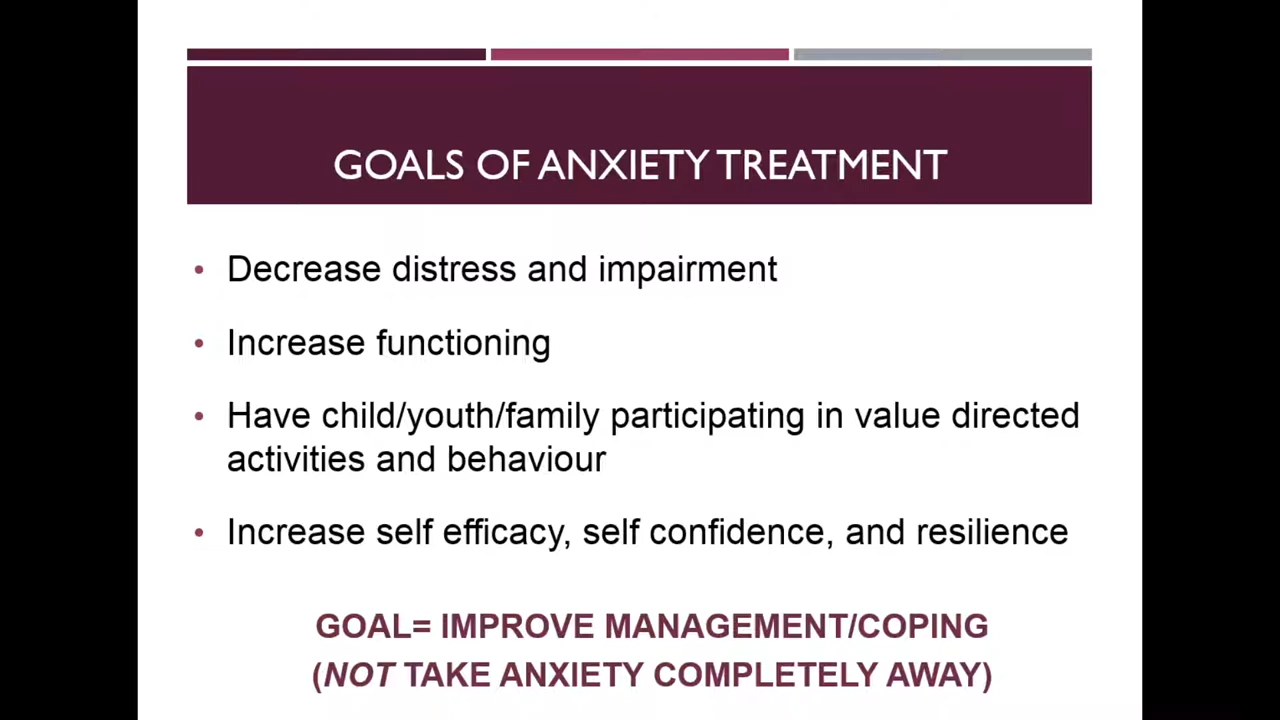 GOALS OF ANXIETY TREATMENT
• Decrease distress and impairment
• Increase functioning
• Have child/youth/family participating in value directed
activities and behaviour
• Increase self efficacy, self confidence, and resilience
GOAL= IMPROVE MANAGEMENT/COPING
(NOT TAKE ANXIETY COMPLETELY AWAY)